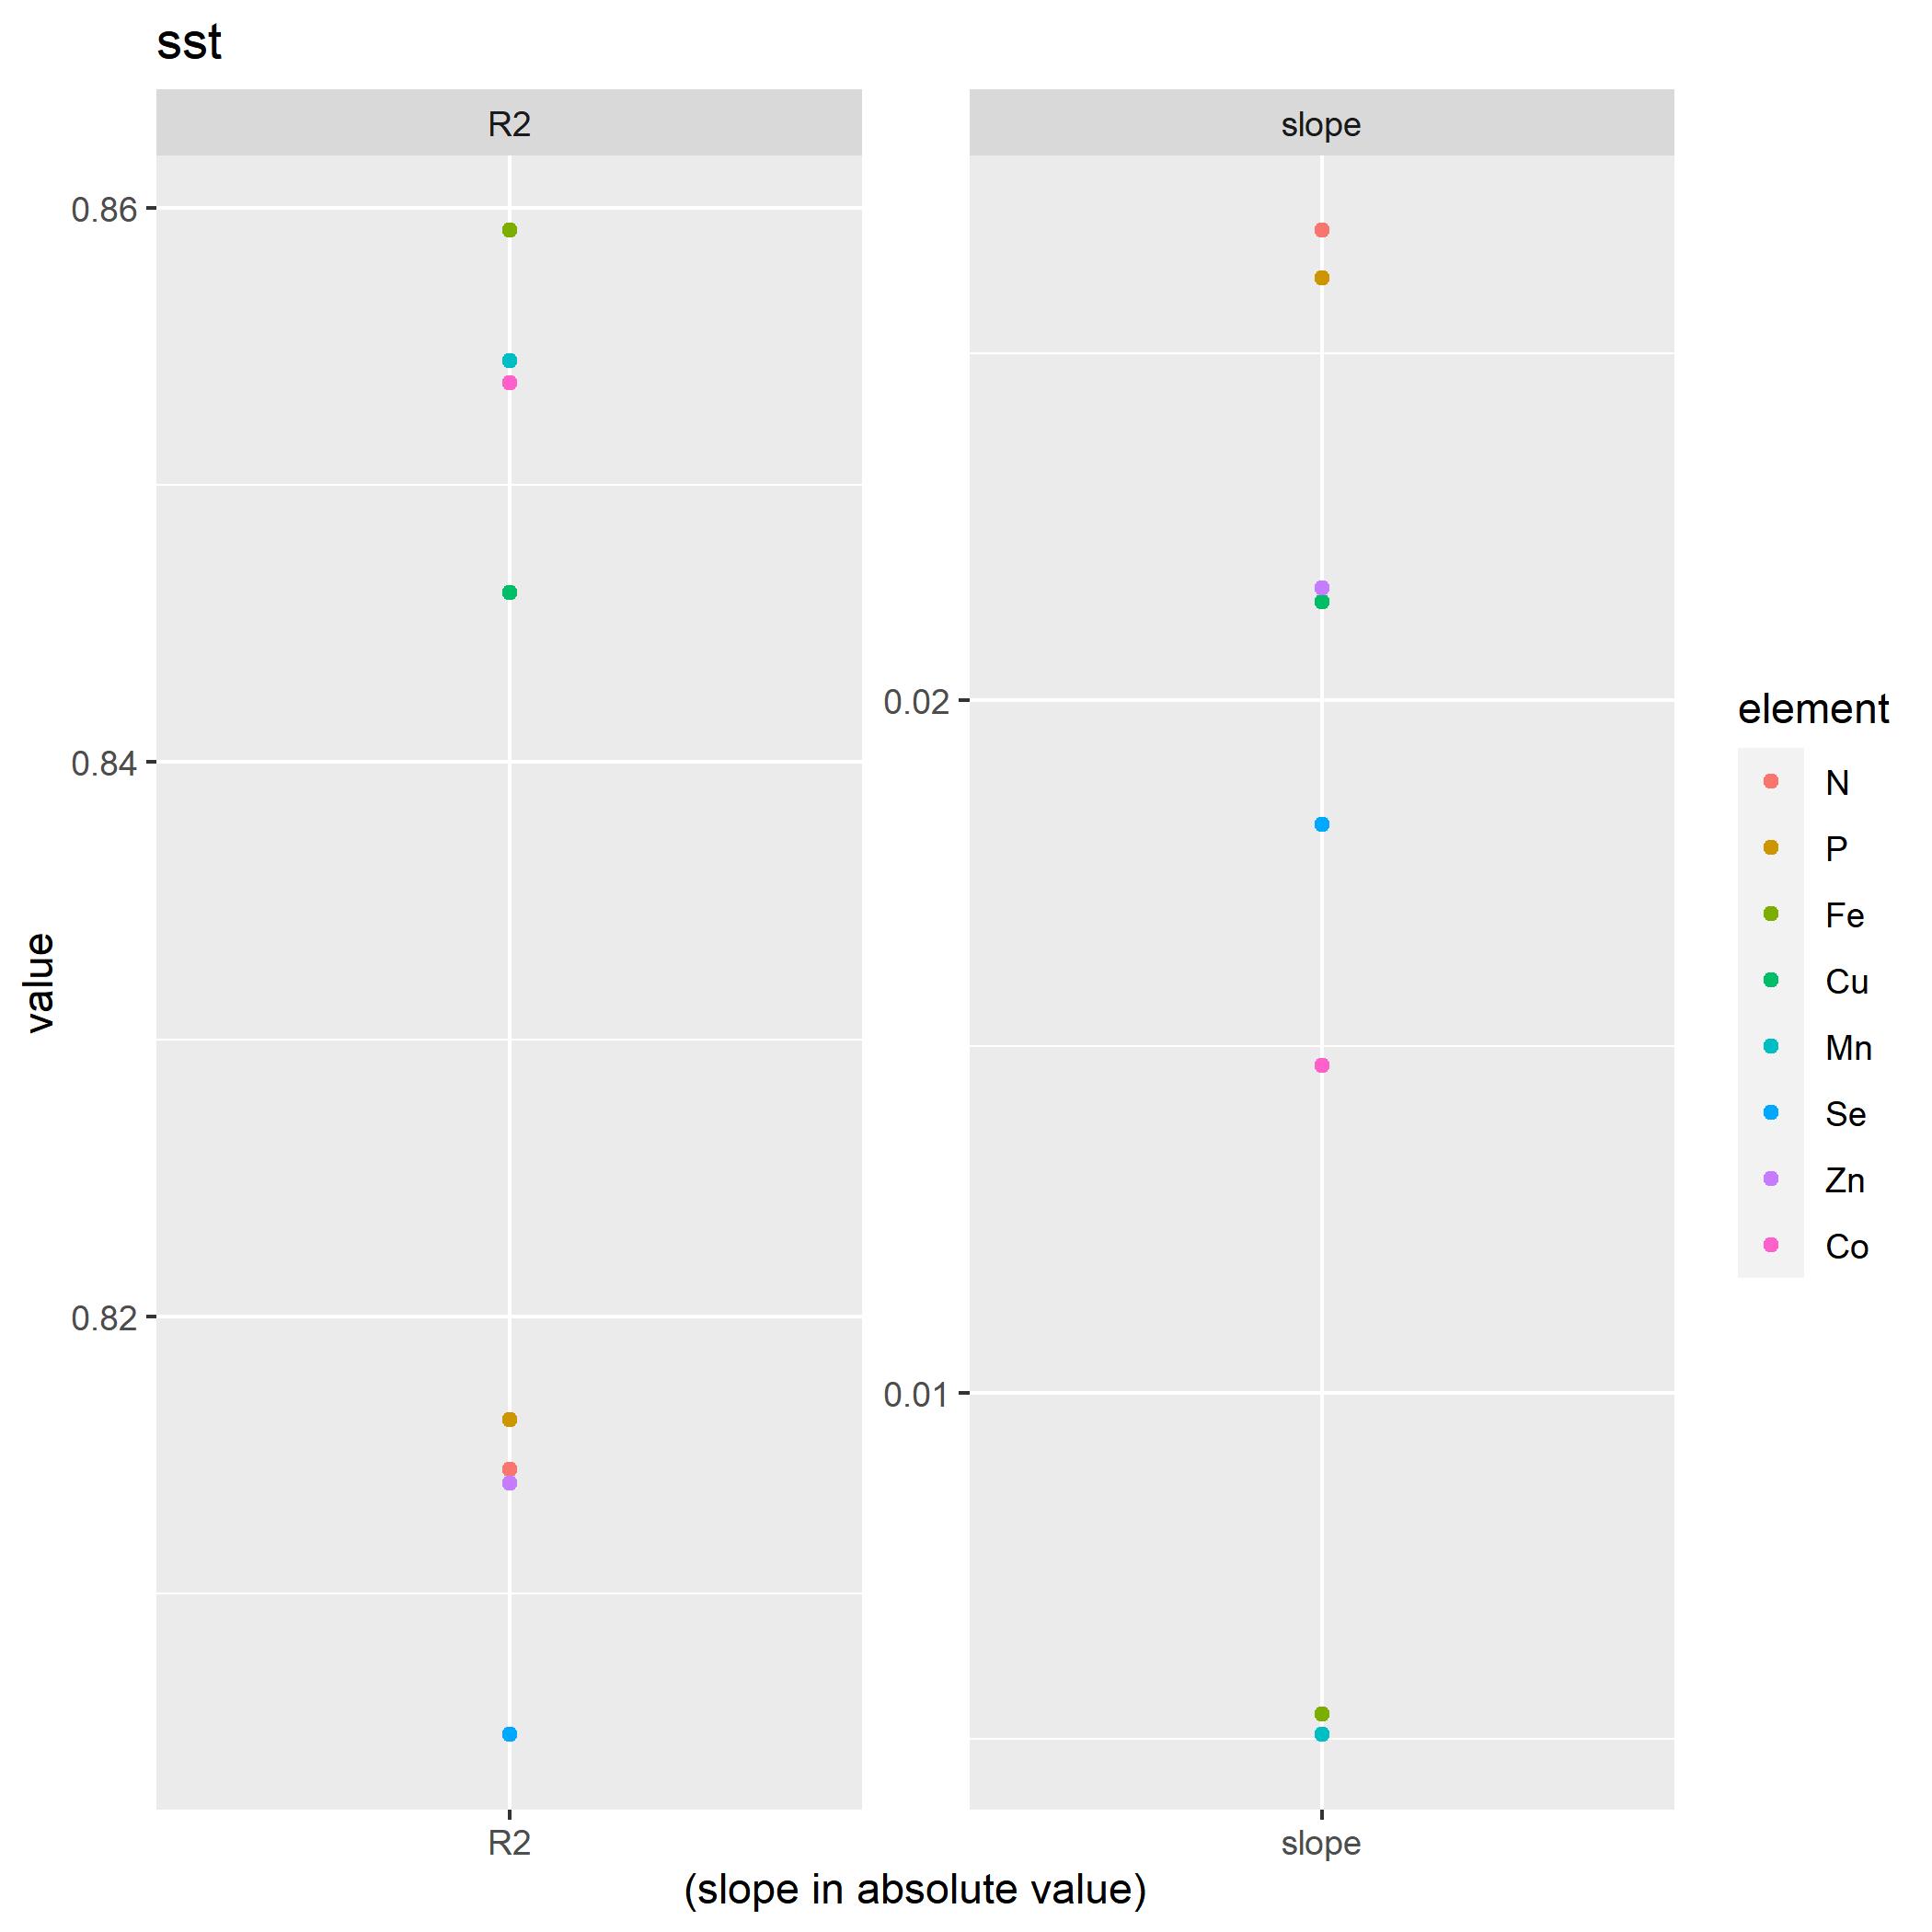 sst
R2
slope
0.86
0.84
0.82
0.02
0.01
value
R2
slope
(slope in absolute value)
element
N
P
Fe
Cu
Mn
Se
Zn
Co